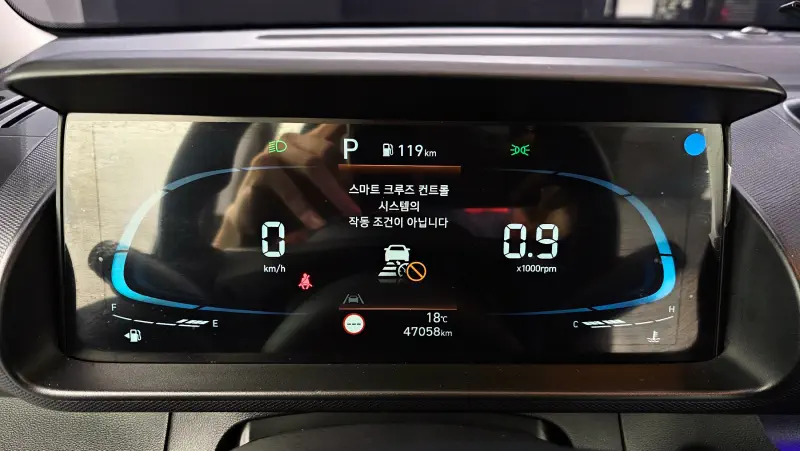 P 119km
스마트 크루즈 컨트롤
시스템의
작동 조건이 아닙니다
0
km/h
0.9
x1000rpm
F
E
C
H
18℃
47058km